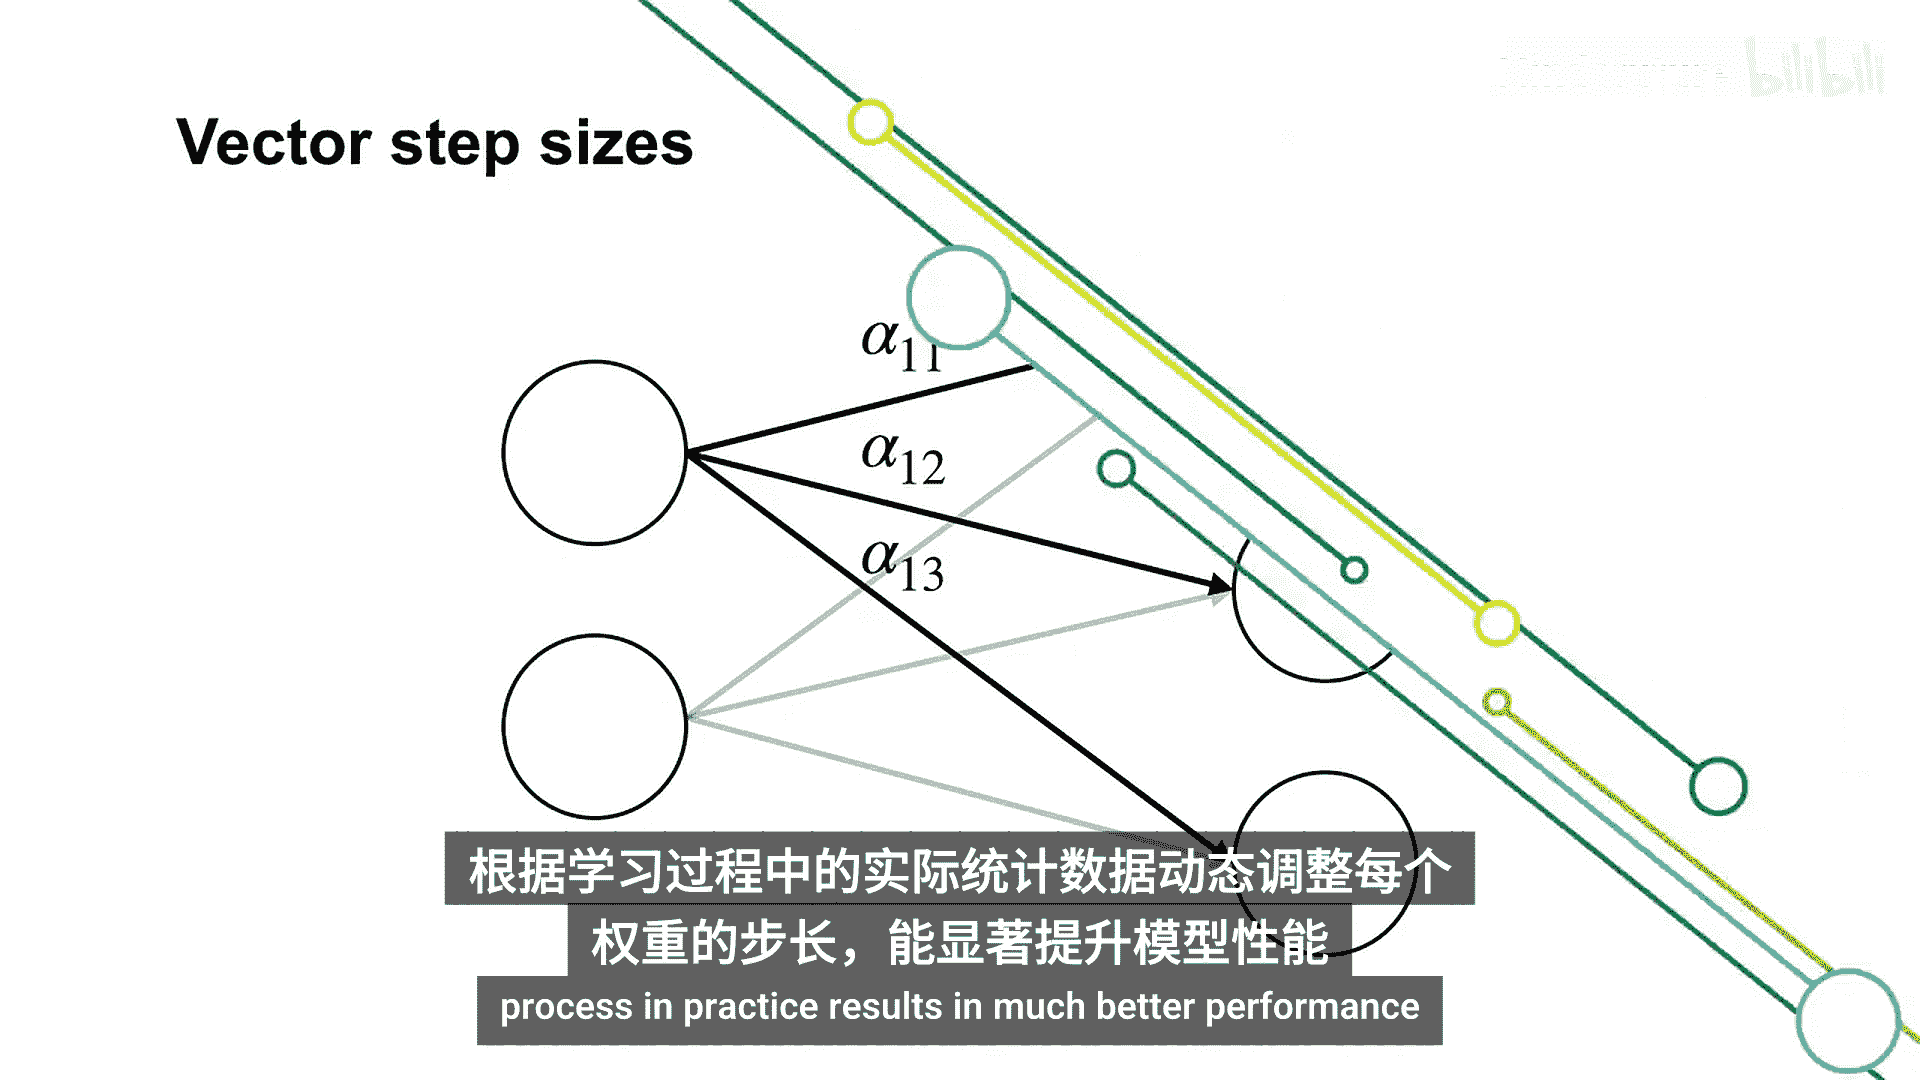 bilibili
Vector step sizes
α11
α12
α13
根据学习过程中的实际统计数据动态调整每个
权重的步长，能显著提升模型性能
process in practice results in much better performance